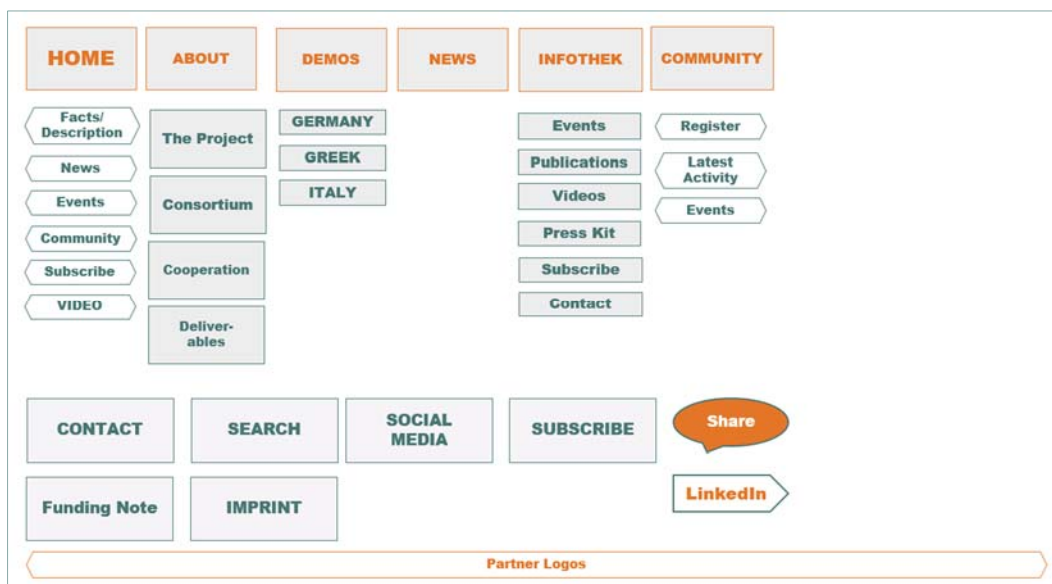 HOME
ABOUT
DEMOS
NEWS
INFOTHEK
COMMUNITY
Facts/
Description
News
Events
Community
Subscribe
VIDEO
The Project
Consortium
Cooperation
Deliver-
ables
GERMANY
GREEK
ITALY
Events
Publications
Videos
Press Kit
Subscribe
Contact
Register
Latest
Activity
Events
CONTACT
SEARCH
SOCIAL
MEDIA
SUBSCRIBE
Share
Funding Note
IMPRINT
LinkedIn
Partner Logos